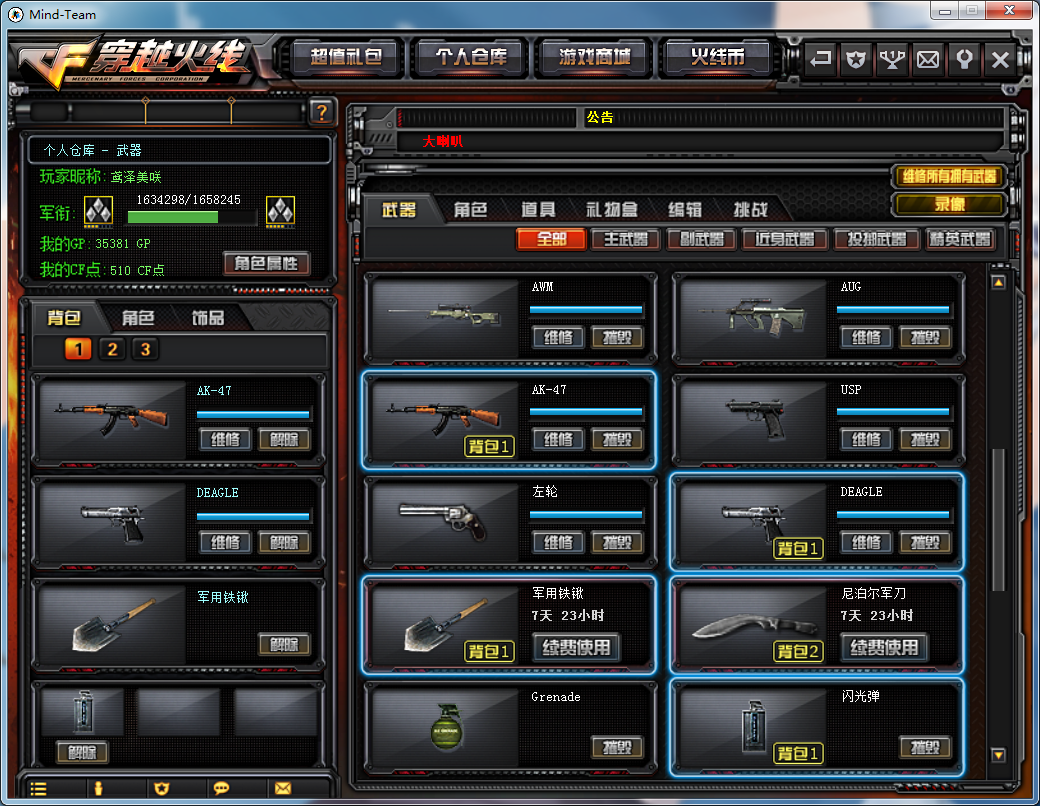 Mind-Team
穿越火线
MERCENARY FORCES CORPORATION
超值礼包 个人仓库 游戏商城 火线币
?
公告
大喇叭
个人仓库 - 武器
玩家昵称: 鸢泽美咲
军衔: 1634298/1658245
我的GP: 35381 GP
我的CF点: 510 CF点
角色属性
维修所有拥有武器
录像
武器 角色 道具 礼物盒 编辑 挑战
全部 主武器 副武器 近身武器 投掷武器 精英武器
背包 角色 饰品
1 2 3
AK-47
维修 解除
DEAGLE
维修 解除
军用铁锹
解除
解除
AWM
维修 摧毁
AUG
维修 摧毁
AK-47
背包1 维修 摧毁
USP
维修 摧毁
左轮
维修 摧毁
DEAGLE
背包1 维修 摧毁
军用铁锹
7天 23小时
背包1 续费使用
尼泊尔军刀
7天 23小时
背包2 续费使用
Grenade
摧毁
闪光弹
背包1 摧毁